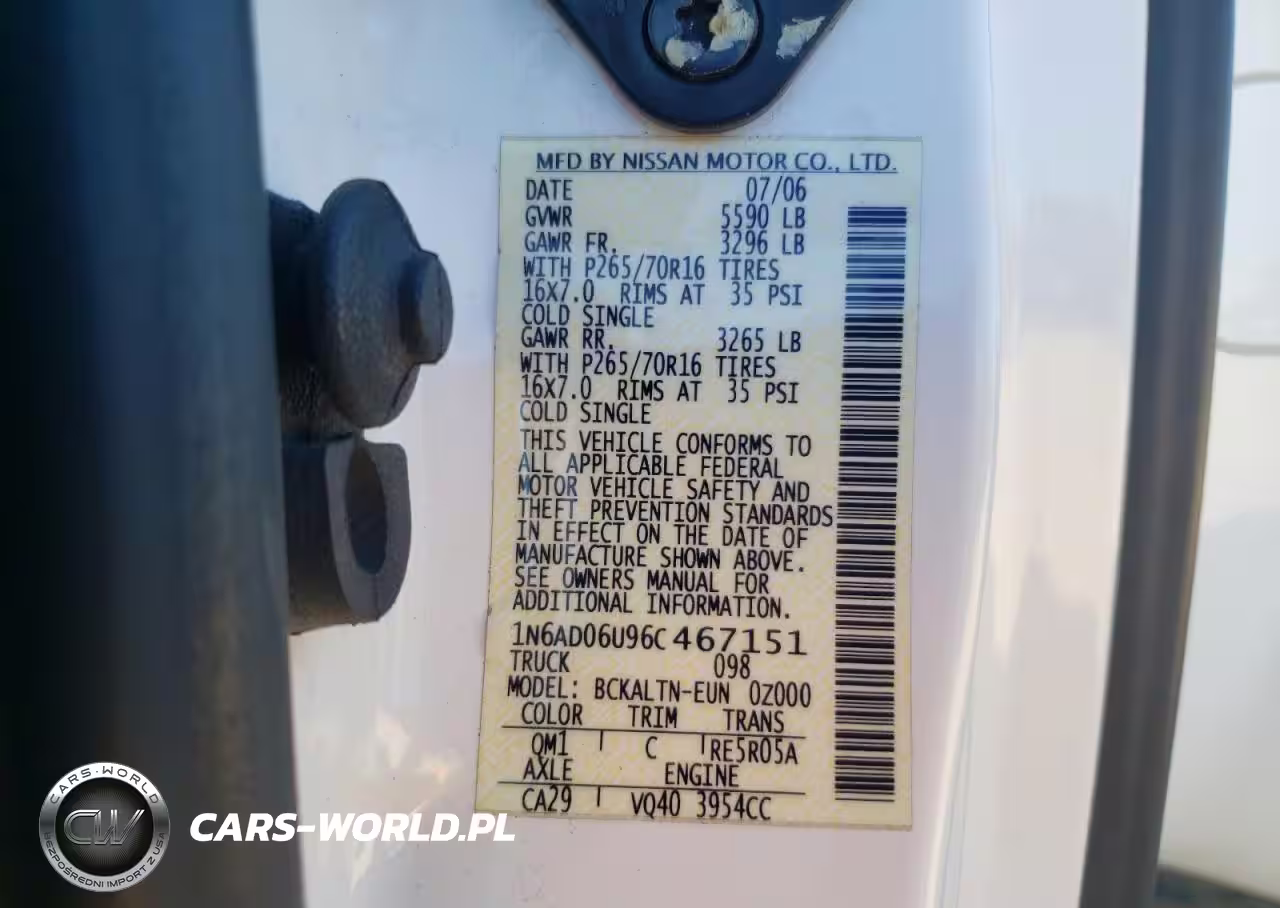 MFD BY NISSAN MOTOR CO., LTD.
DATE 07/06
GVWR 5590 LB
GAWR FR. 3296 LB
WITH P265/70R16 TIRES
16X7.0 RIMS AT 35 PSI
COLD SINGLE
GAWR RR. 3265 LB
WITH P265/70R16 TIRES
16X7.0 RIMS AT 35 PSI
COLD SINGLE
THIS VEHICLE CONFORMS TO
ALL APPLICABLE FEDERAL
MOTOR VEHICLE SAFETY AND
THEFT PREVENTION STANDARDS
IN EFFECT ON THE DATE OF
MANUFACTURE SHOWN ABOVE.
SEE OWNERS MANUAL FOR
ADDITIONAL INFORMATION.
1N6AD06U96C467151
TRUCK 098
MODEL: BCKALTN-EUN 0Z000
COLOR TRIM TRANS
QM1 C RE5R05A
AXLE ENGINE
CA29 VQ40 3954CC
CARS-WORLD
CW
BEZPOŚREDNI IMPORT Z USA
CARS-WORLD.PL